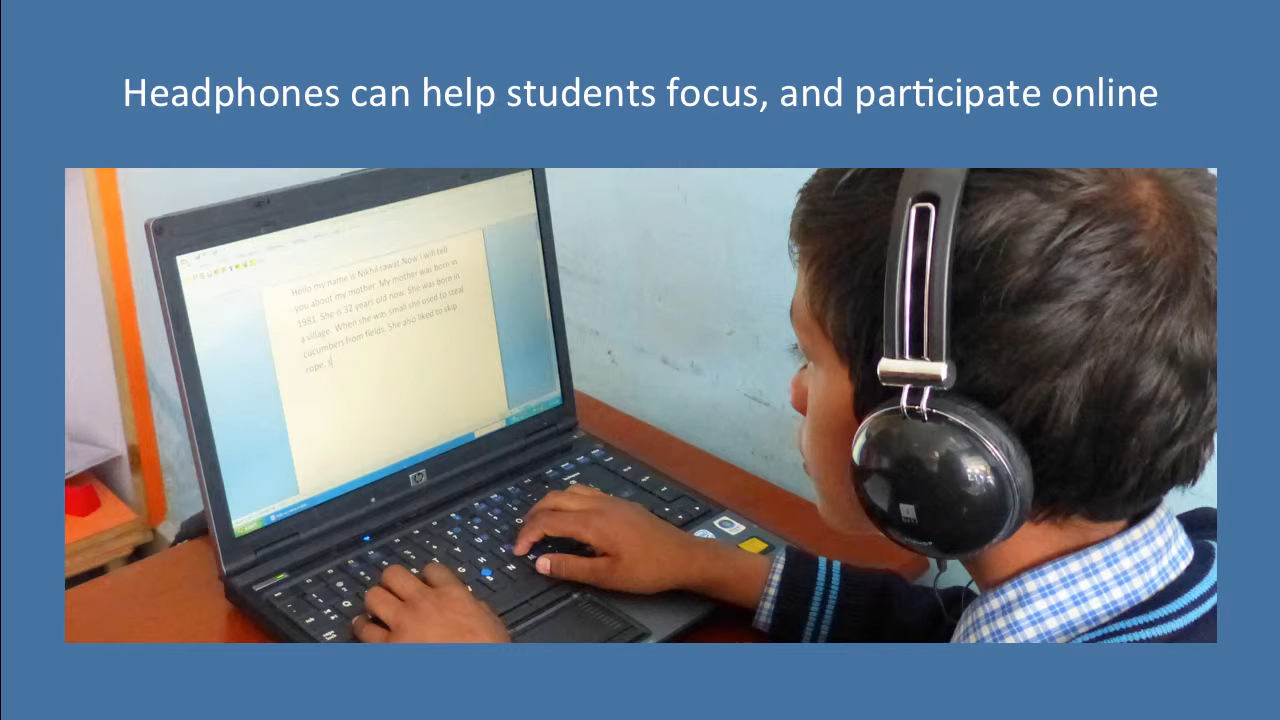 Headphones can help students focus, and participate online
Hello my name is Nikhil rawat.Now i will tell
you about my mother. My mother was born in
1981. She is 32 years old now. She was born in
a village. When she was small she used to steal
cucumbers from fields. She also liked to skip
rope. s
hp